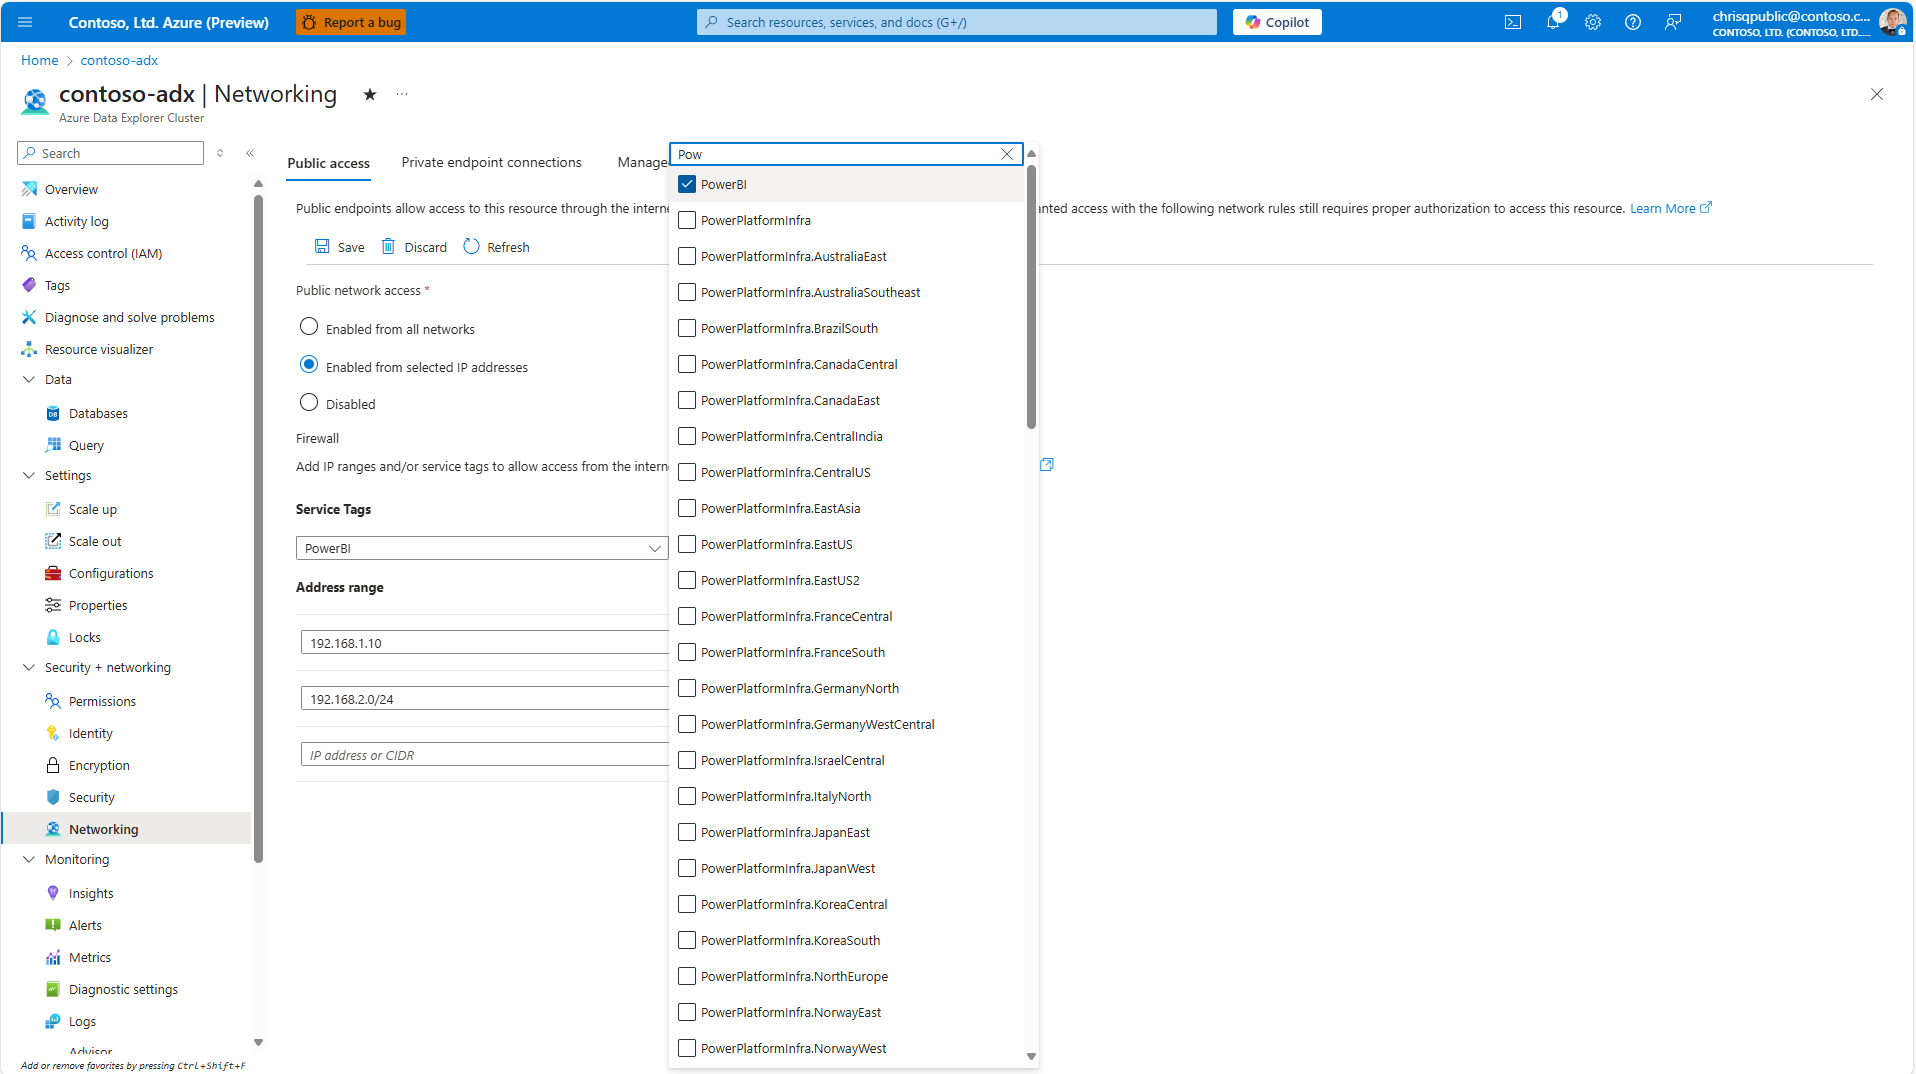 Contoso, Ltd. Azure (Preview)
Report a bug
Search resources, services, and docs (G+/)
Copilot
1
chrisqpublic@contoso.c...
CONTOSO, LTD. (CONTOSO, LTD....
Home > contoso-adx
contoso-adx | Networking
Azure Data Explorer Cluster
Search
Overview
Activity log
Access control (IAM)
Tags
Diagnose and solve problems
Resource visualizer
Data
Databases
Query
Settings
Scale up
Scale out
Configurations
Properties
Locks
Security + networking
Permissions
Identity
Encryption
Security
Networking
Monitoring
Insights
Alerts
Metrics
Diagnostic settings
Logs
Advisor
Add or remove favorites by pressing Ctrl+Shift+F
Public access
Private endpoint connections
Manage
Public endpoints allow access to this resource through the interne
anted access with the following network rules still requires proper authorization to access this resource. Learn More
Save
Discard
Refresh
Public network access *
Enabled from all networks
Enabled from selected IP addresses
Disabled
Firewall
Add IP ranges and/or service tags to allow access from the intern
Service Tags
PowerBI
Address range
192.168.1.10
192.168.2.0/24
IP address or CIDR
Pow
PowerBI
PowerPlatformInfra
PowerPlatformInfra.AustraliaEast
PowerPlatformInfra.AustraliaSoutheast
PowerPlatformInfra.BrazilSouth
PowerPlatformInfra.CanadaCentral
PowerPlatformInfra.CanadaEast
PowerPlatformInfra.CentralIndia
PowerPlatformInfra.CentralUS
PowerPlatformInfra.EastAsia
PowerPlatformInfra.EastUS
PowerPlatformInfra.EastUS2
PowerPlatformInfra.FranceCentral
PowerPlatformInfra.FranceSouth
PowerPlatformInfra.GermanyNorth
PowerPlatformInfra.GermanyWestCentral
PowerPlatformInfra.IsraelCentral
PowerPlatformInfra.ItalyNorth
PowerPlatformInfra.JapanEast
PowerPlatformInfra.JapanWest
PowerPlatformInfra.KoreaCentral
PowerPlatformInfra.KoreaSouth
PowerPlatformInfra.NorthEurope
PowerPlatformInfra.NorwayEast
PowerPlatformInfra.NorwayWest